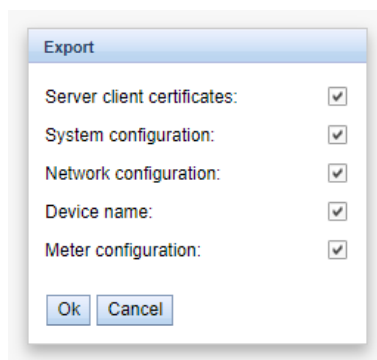 Export
Server client certificates:
System configuration:
Network configuration:
Device name:
Meter configuration:
Ok Cancel